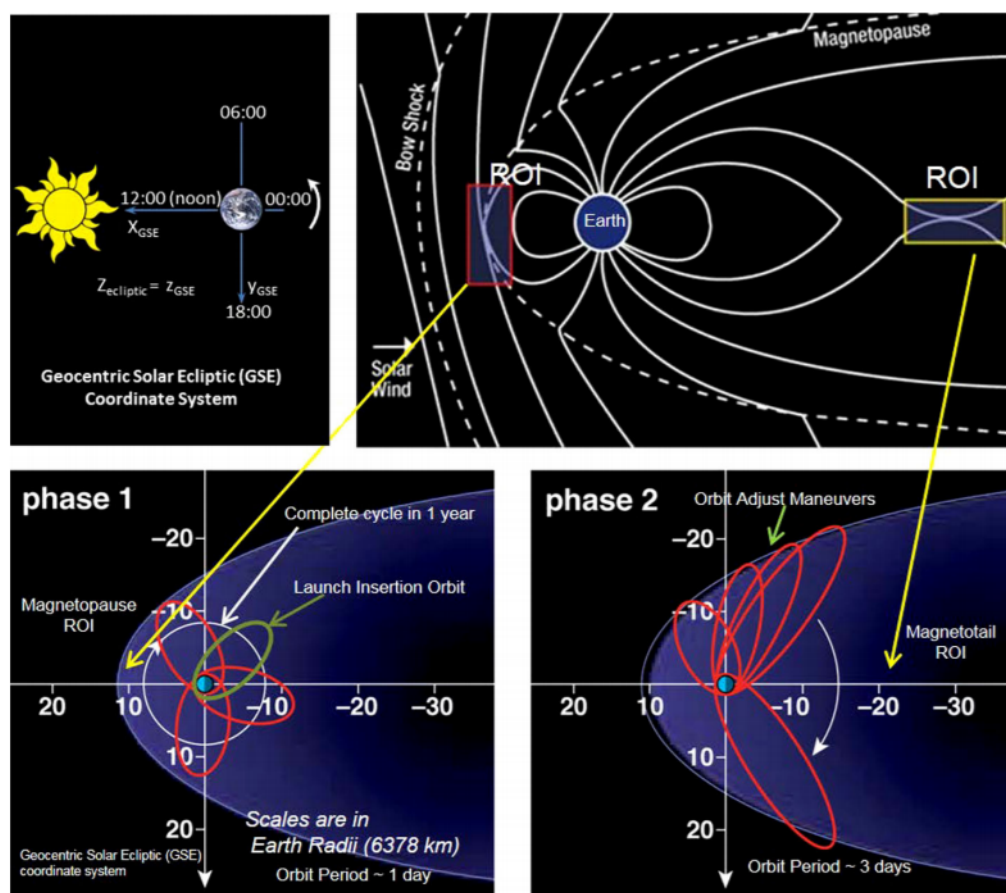 06:00
12:00 (noon)
00:00
XGSE
Zecliptic = zGSE
yGSE
18:00
Geocentric Solar Ecliptic (GSE)
Coordinate System
Magnetopause
Bow Shock
ROI
ROI
Earth
Solar
Wind
phase 1
Complete cycle in 1 year
−20
Launch Insertion Orbit
Magnetopause
ROI
−10
20
10
−10
−20
−30
10
20
Scales are in
Earth Radii (6378 km)
Geocentric Solar Ecliptic (GSE)
coordinate system
Orbit Period ~ 1 day
phase 2
Orbit Adjust Maneuvers
−20
−10
Magnetotail
ROI
20
10
−10
−20
−30
10
20
Orbit Period ~ 3 days